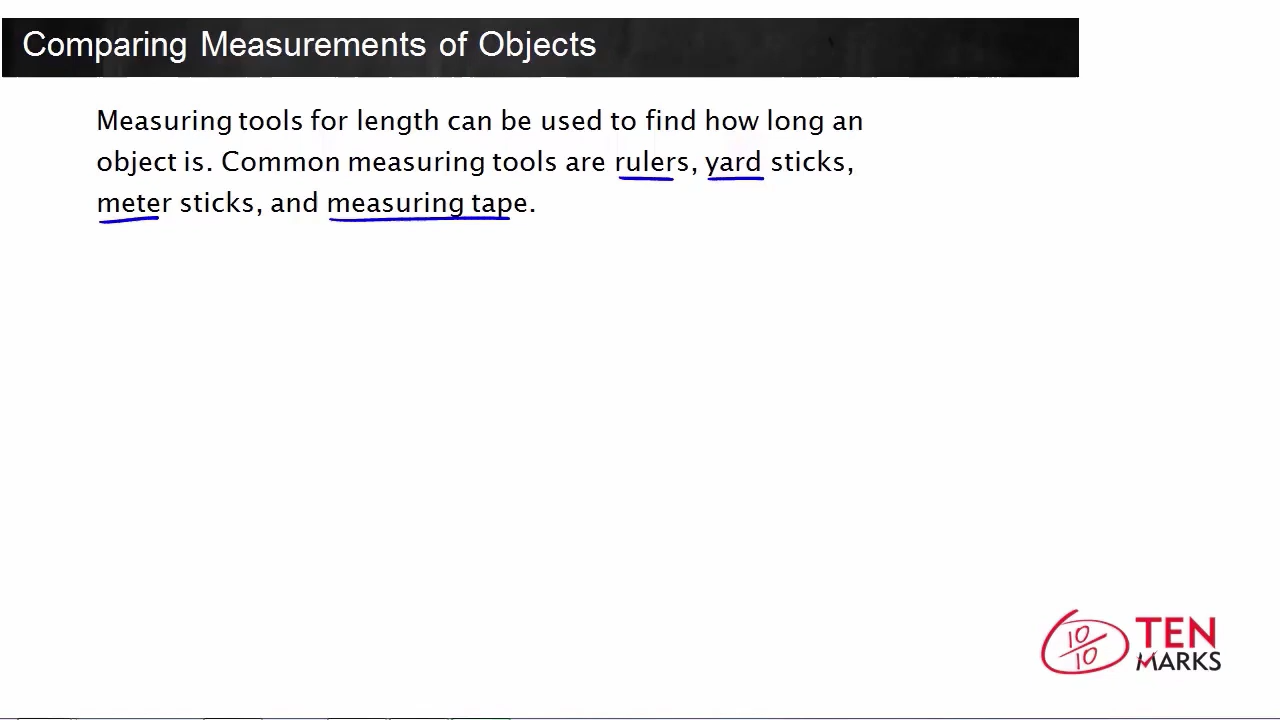 Comparing Measurements of Objects
Measuring tools for length can be used to find how long an
object is. Common measuring tools are rulers, yard sticks,
meter sticks, and measuring tape.
10
10
TEN
MARKS